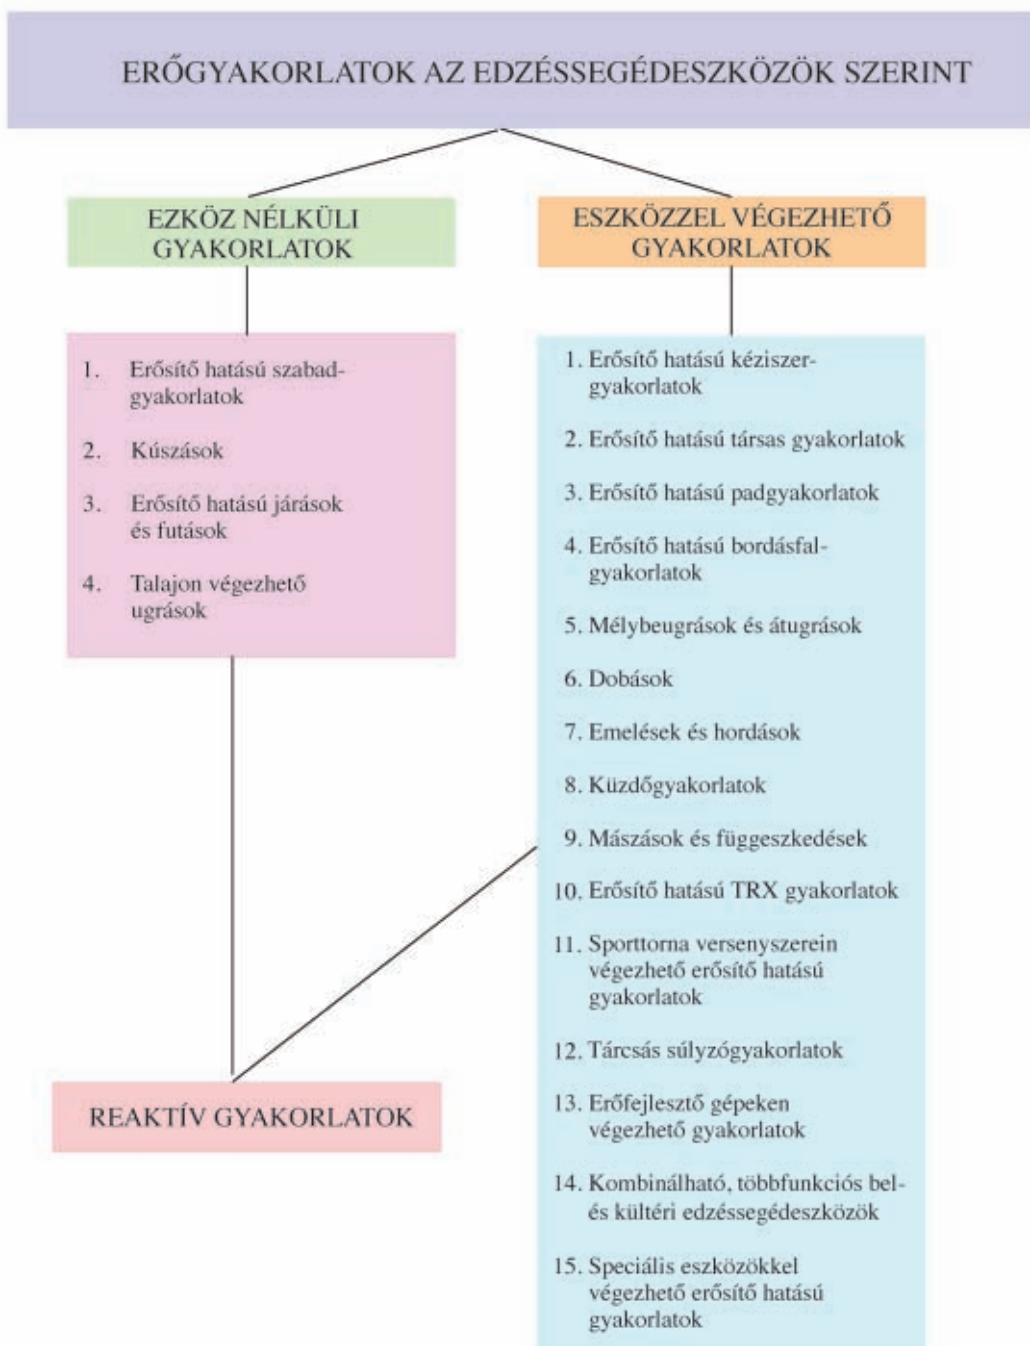 ERŐGYAKORLATOK AZ EDZÉSSEGÉDESZKÖZÖK SZERINT
EZKÖZ NÉLKÜLI
GYAKORLATOK
1. Erősítő hatású szabad-
gyakorlatok
2. Kúszások
3. Erősítő hatású járások
és futások
4. Talajon végezhető
ugrások
REAKTÍV GYAKORLATOK
ESZKÖZZEL VÉGEZHETŐ
GYAKORLATOK
1. Erősítő hatású kéziszer-
gyakorlatok
2. Erősítő hatású társas gyakorlatok
3. Erősítő hatású padgyakorlatok
4. Erősítő hatású bordásfal-
gyakorlatok
5. Mélybeugrások és átugrások
6. Dobások
7. Emelések és hordások
8. Küzdőgyakorlatok
9. Mászások és függeszkedések
10. Erősítő hatású TRX gyakorlatok
11. Sporttorna versenyszerein
végezhető erősítő hatású
gyakorlatok
12. Tárcsás súlyzógyakorlatok
13. Erőfejlesztő gépeken
végezhető gyakorlatok
14. Kombinálható, többfunkciós bel-
és kültéri edzéssegédeszközök
15. Speciális eszközökkel
végezhető erősítő hatású
gyakorlatok